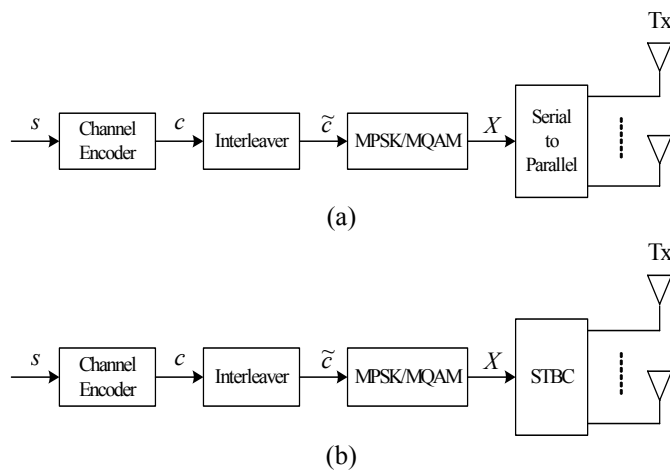 Tx
s
Channel
Encoder
c
Interleaver
c̃
MPSK/MQAM
X
Serial
to
Parallel
(a)
Tx
s
Channel
Encoder
c
Interleaver
c̃
MPSK/MQAM
X
STBC
(b)